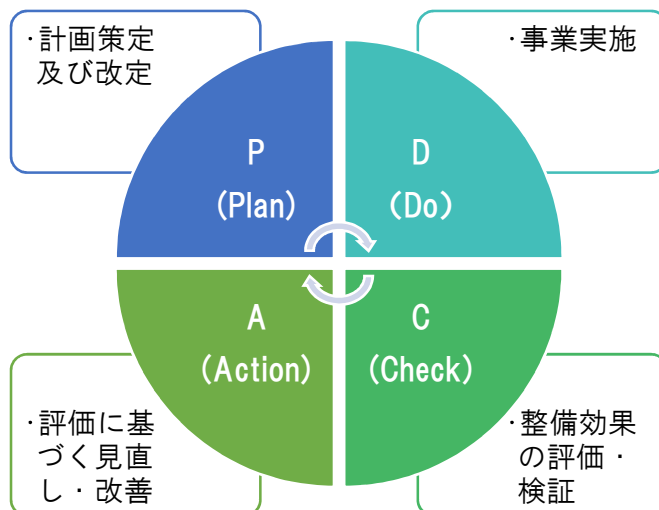 ・計画策定
及び改定
・事業実施
P
(Plan)
D
(Do)
A
(Action)
C
(Check)
・評価に基
づく見直
し・改善
・整備効果
の評価・
検証